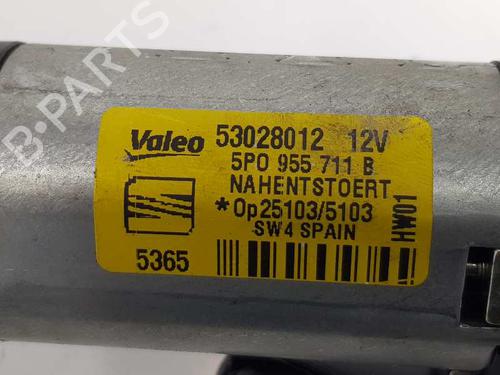 B-PARTS
Valeo 53028012 12V
5P0 955 711 B
NAHENTSTOERT
*Op25103/5103
SW4 SPAIN
5365
HW01